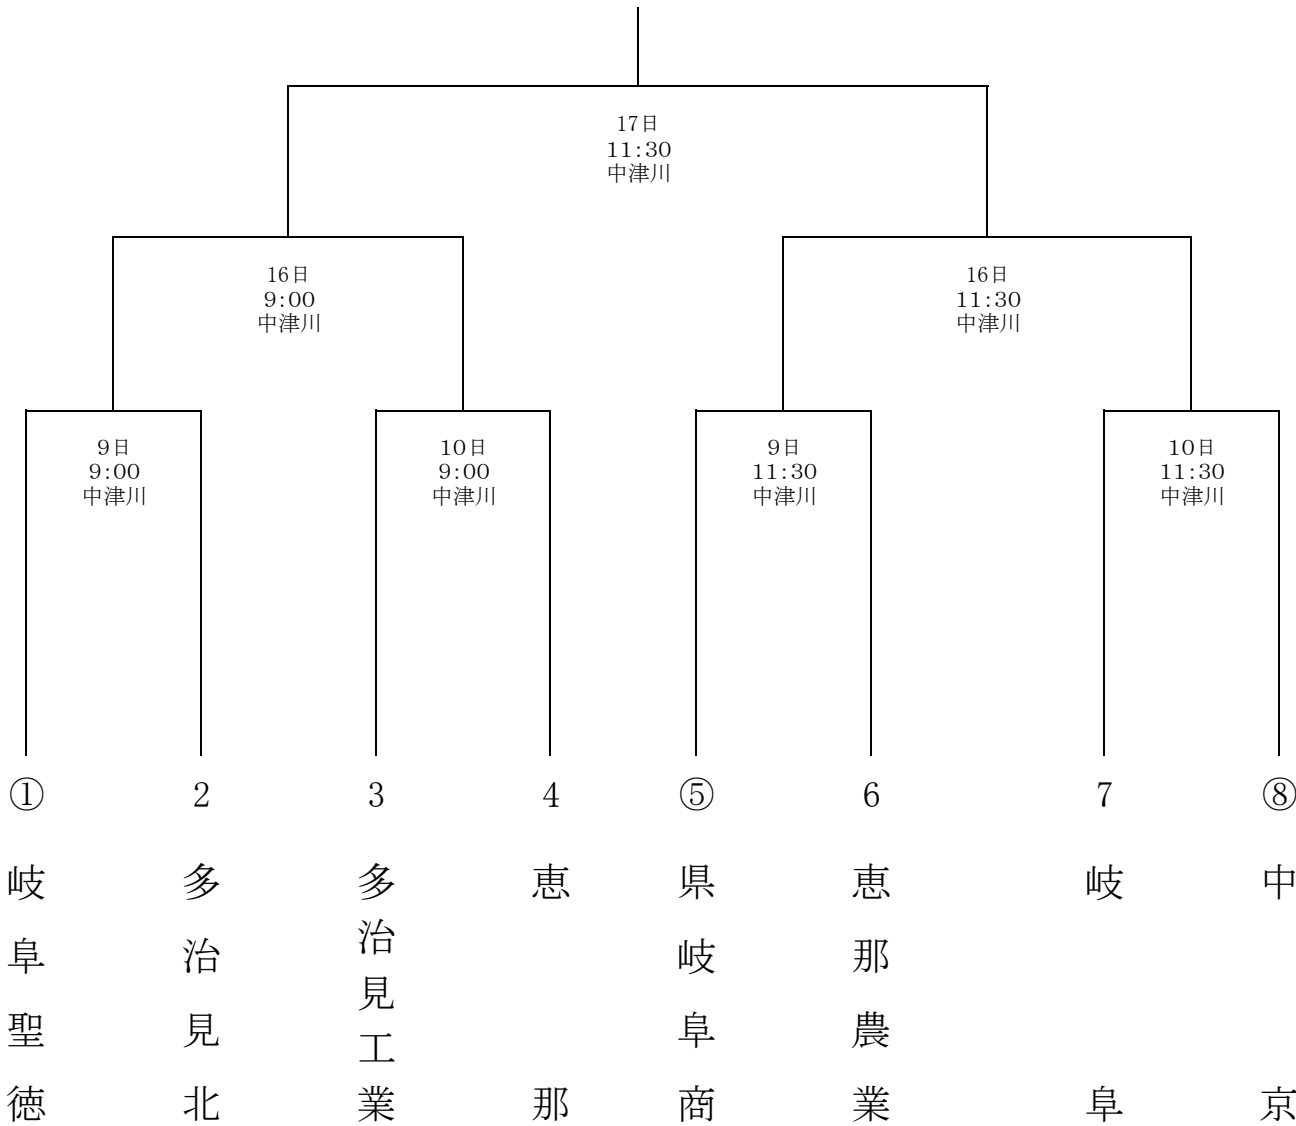 17日
11:30
中津川
16日
9:00
中津川
16日
11:30
中津川
9日
9:00
中津川
10日
9:00
中津川
9日
11:30
中津川
10日
11:30
中津川
①
2
3
4
⑤
6
7
⑧
岐阜聖徳
多治見北
多治見工業
恵那
県岐阜商
恵那農業
岐阜
中京